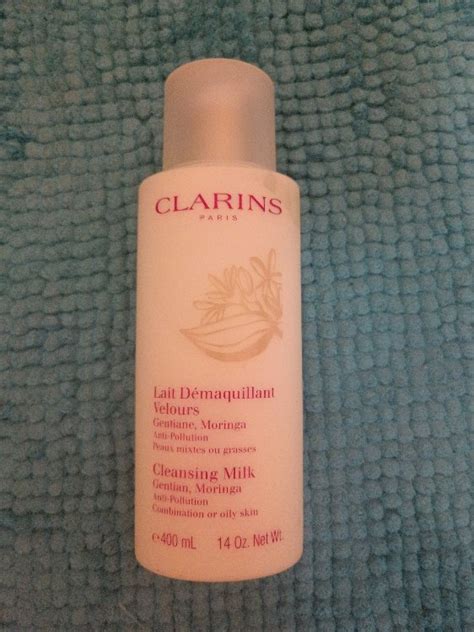 CLARINS
PARIS
Lait Démaquillant
Velours
Gentiane, Moringa
Anti-Pollution
Peaux mixtes ou grasses
Cleansing Milk
Gentian, Moringa
Anti-Pollution
Combination or oily skin
℮400 mL 14 Oz. Net Wt.